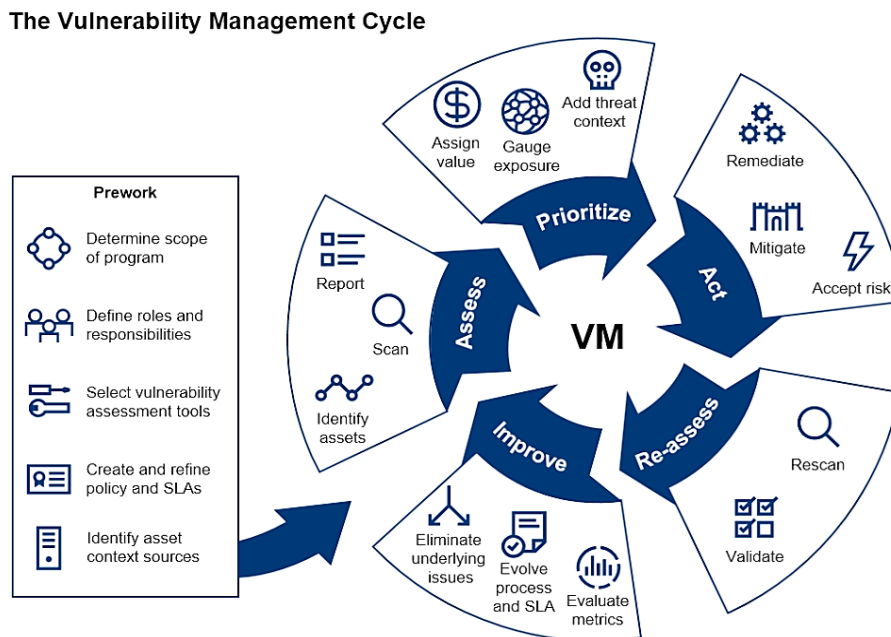 The Vulnerability Management Cycle
Prework
Determine scope
of program
Define roles and
responsibilities
Select vulnerability
assessment tools
Create and refine
policy and SLAs
Identify asset
context sources
Assess
Report
Scan
Identify
assets
Prioritize
Assign
value
Gauge
exposure
Add threat
context
Act
Remediate
Mitigate
Accept risk
Re-assess
Rescan
Validate
Improve
Eliminate
underlying
issues
Evolve
process
and SLA
Evaluate
metrics
VM